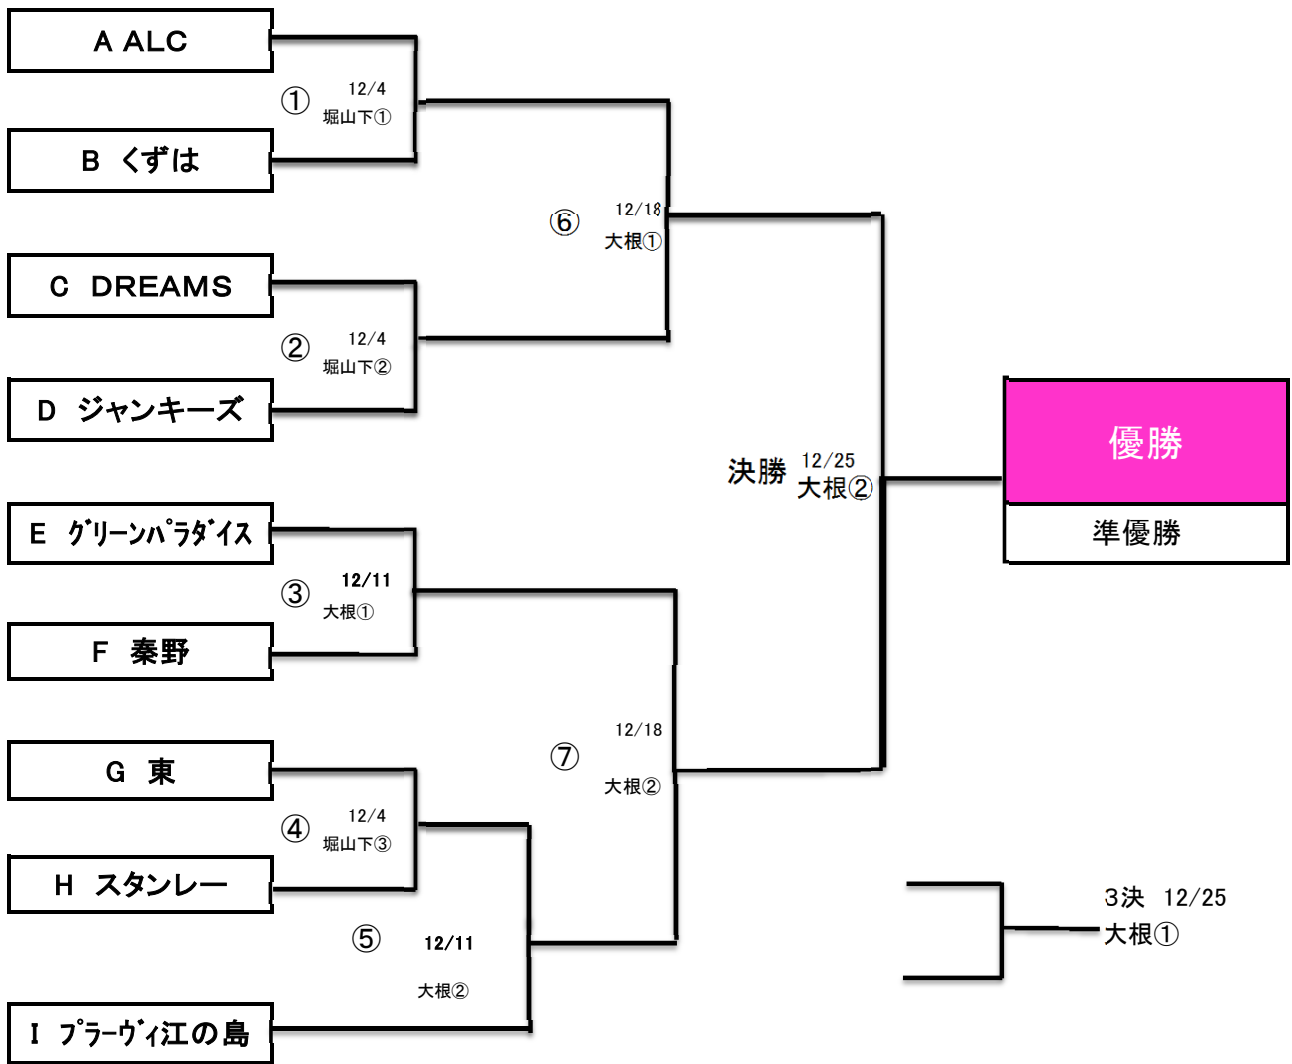 A ALC
① 12/4
堀山下①
B くずは
⑥ 12/18
大根①
C DREAMS
② 12/4
堀山下②
D ジャンキーズ
決勝 12/25
大根②
優勝
準優勝
E グリーンパラダイス
③ 12/11
大根①
F 秦野
⑦ 12/18
大根②
G 東
④ 12/4
堀山下③
H スタンレー
⑤ 12/11
大根②
I プラーヴィ江の島
3決 12/25
大根①